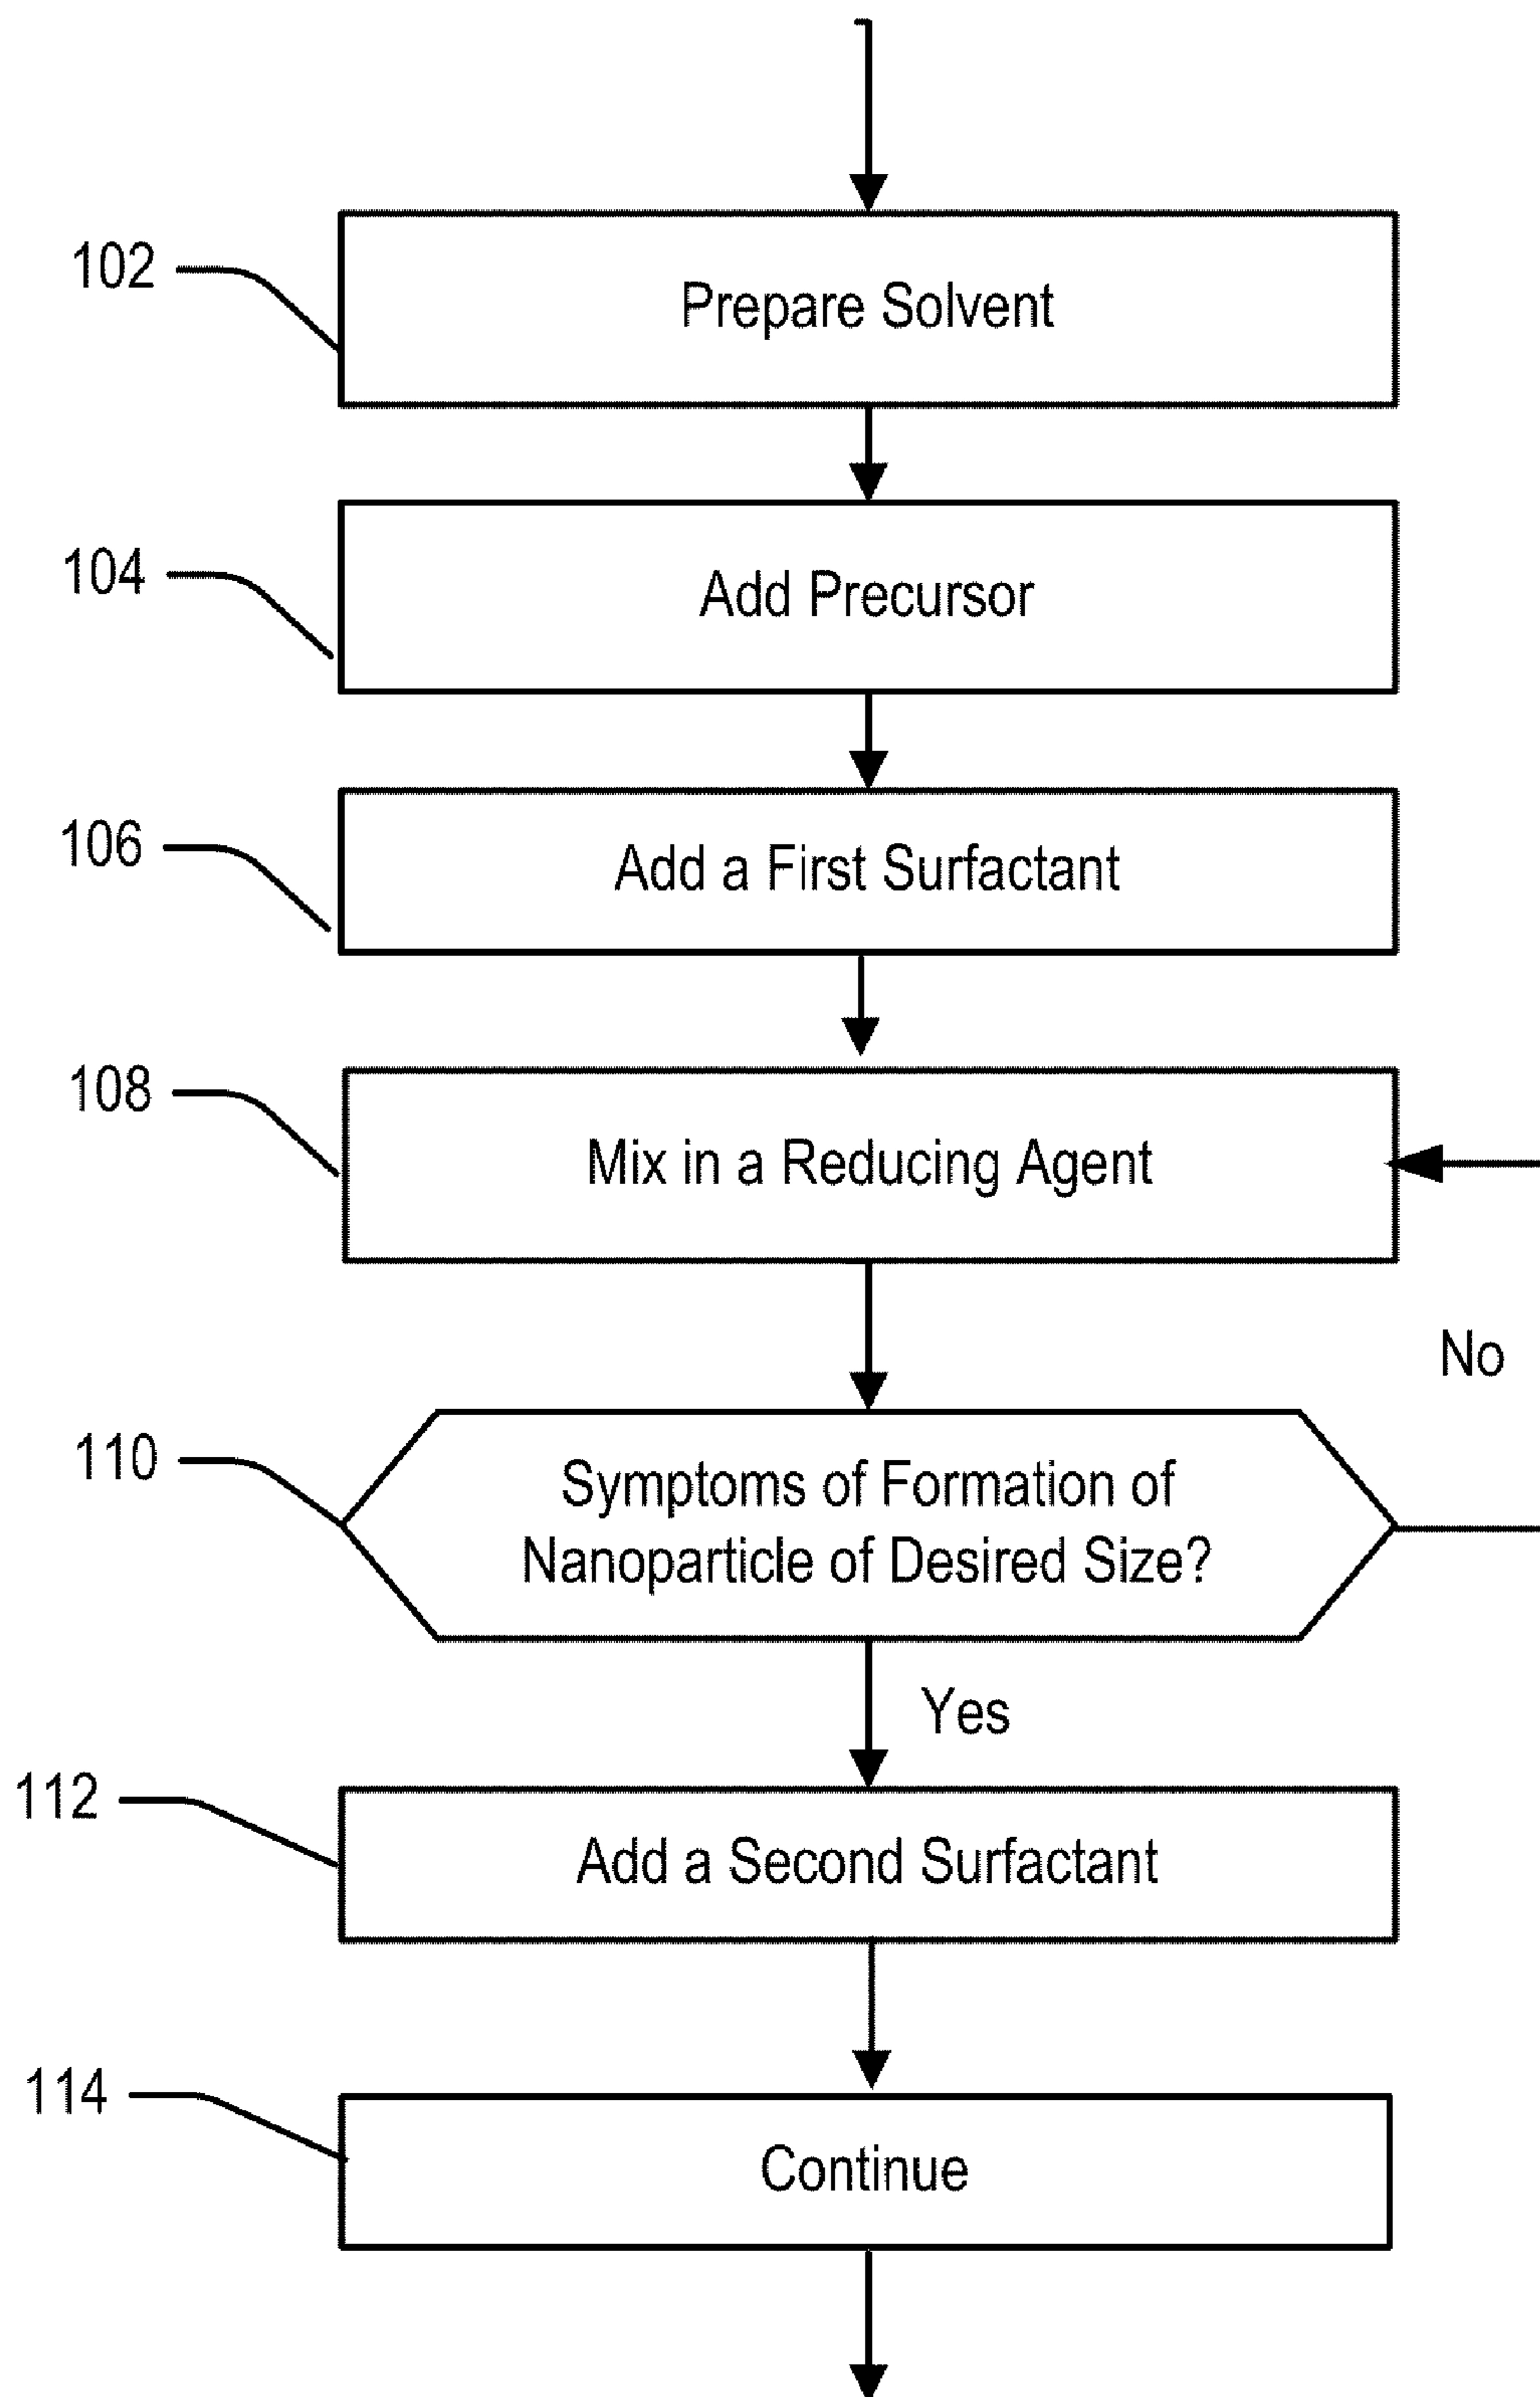 102
Prepare Solvent
104
Add Precursor
106
Add a First Surfactant
108
Mix in a Reducing Agent
No
110
Symptoms of Formation of
Nanoparticle of Desired Size?
Yes
112
Add a Second Surfactant
114
Continue